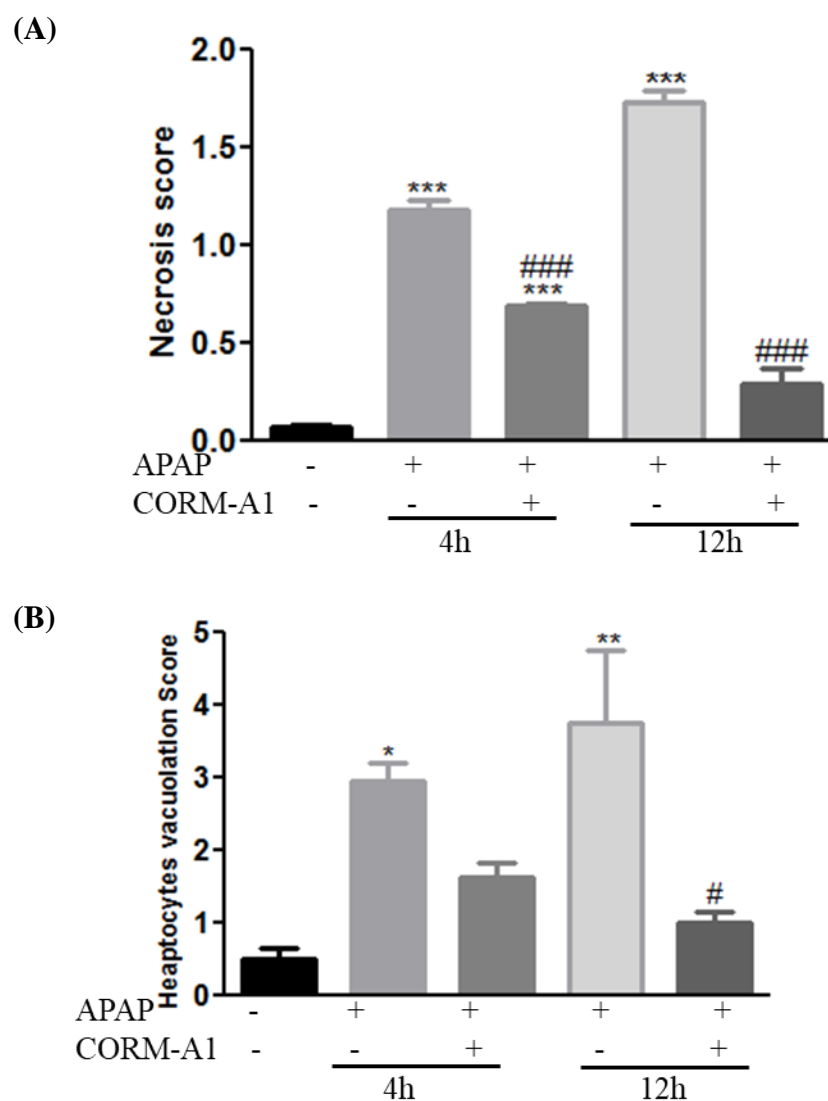 (A)
Necrosis score
2.0
1.5
1.0
0.5
0.0
***
***
###
***
###
APAP - + + + +
CORM-A1 - - + - +
4h 12h
(B)
Heaptocytes vacuolation Score
5
4
3
2
1
0
**
*
#
APAP - + + + +
CORM-A1 - - + - +
4h 12h